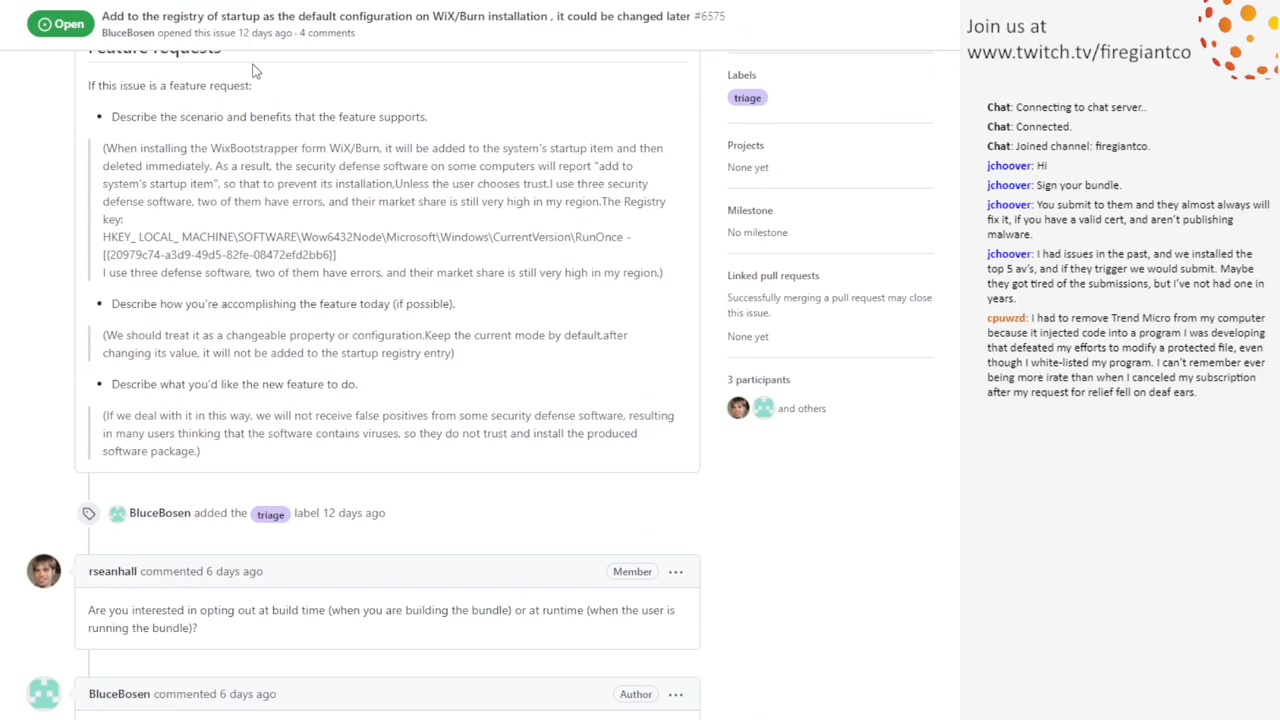 Open
Add to the registry of startup as the default configuration on WiX/Burn installation , it could be changed later #6575
BluceBosen opened this issue 12 days ago · 4 comments
Feature requests
If this issue is a feature request:
• Describe the scenario and benefits that the feature supports.
(When installing the WixBootstrapper form WiX/Burn, it will be added to the system's startup item and then
deleted immediately. As a result, the security defense software on some computers will report "add to
system's startup item", so that to prevent its installation,Unless the user chooses trust.I use three security
defense software, two of them have errors, and their market share is still very high in my region.The Registry
key:
HKEY_ LOCAL_ MACHINE\SOFTWARE\Wow6432Node\Microsoft\Windows\CurrentVersion\RunOnce -
[{20979c74-a3d9-49d5-82fe-08472efd2bb6}]
I use three defense software, two of them have errors, and their market share is still very high in my region.)
• Describe how you're accomplishing the feature today (if possible).
(We should treat it as a changeable property or configuration.Keep the current mode by default,after
changing its value, it will not be added to the startup registry entry)
• Describe what you'd like the new feature to do.
(If we deal with it in this way, we will not receive false positives from some security defense software, resulting
in many users thinking that the software contains viruses, so they do not trust and install the produced
software package.)
BluceBosen added the triage label 12 days ago
rseanhall commented 6 days ago
Member
Are you interested in opting out at build time (when you are building the bundle) or at runtime (when the user is
running the bundle)?
BluceBosen commented 6 days ago
Author
Labels
triage
Projects
None yet
Milestone
No milestone
Linked pull requests
Successfully merging a pull request may close
this issue.
None yet
3 participants
and others
Join us at
www.twitch.tv/firegiantco
Chat: Connecting to chat server..
Chat: Connected.
Chat: Joined channel: firegiantco.
jchoover: Hi
jchoover: Sign your bundle.
jchoover: You submit to them and they almost always will
fix it, if you have a valid cert, and aren't publishing
malware.
jchoover: I had issues in the past, and we installed the
top 5 av's, and if they trigger we would submit. Maybe
they got tired of the submissions, but I've not had one in
years.
cpuwzd: I had to remove Trend Micro from my computer
because it injected code into a program I was developing
that defeated my efforts to modify a protected file, even
though I white-listed my program. I can't remember ever
being more irate than when I canceled my subscription
after my request for relief fell on deaf ears.